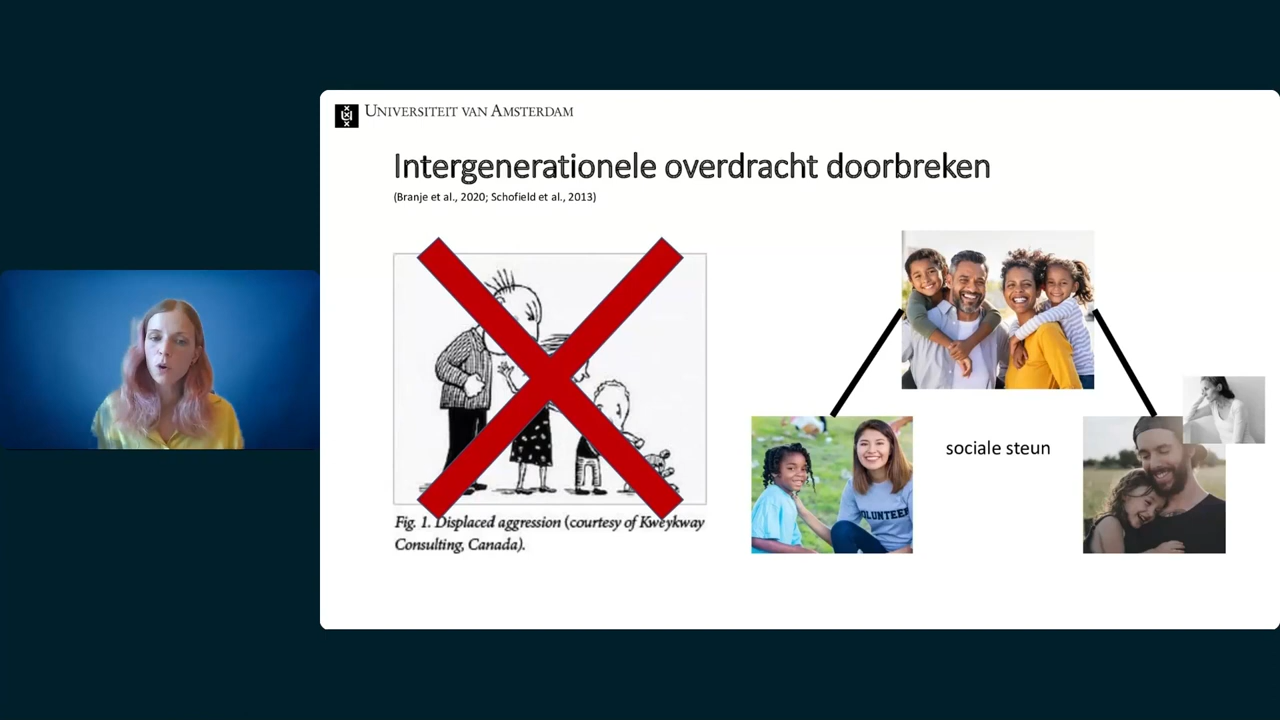 UNIVERSITEIT VAN AMSTERDAM
Intergenerationele overdracht doorbreken
(Branje et al., 2020; Schofield et al., 2013)
sociale steun
VOLUNTEER
Fig. 1. Displaced aggression (courtesy of Kweykway
Consulting, Canada).